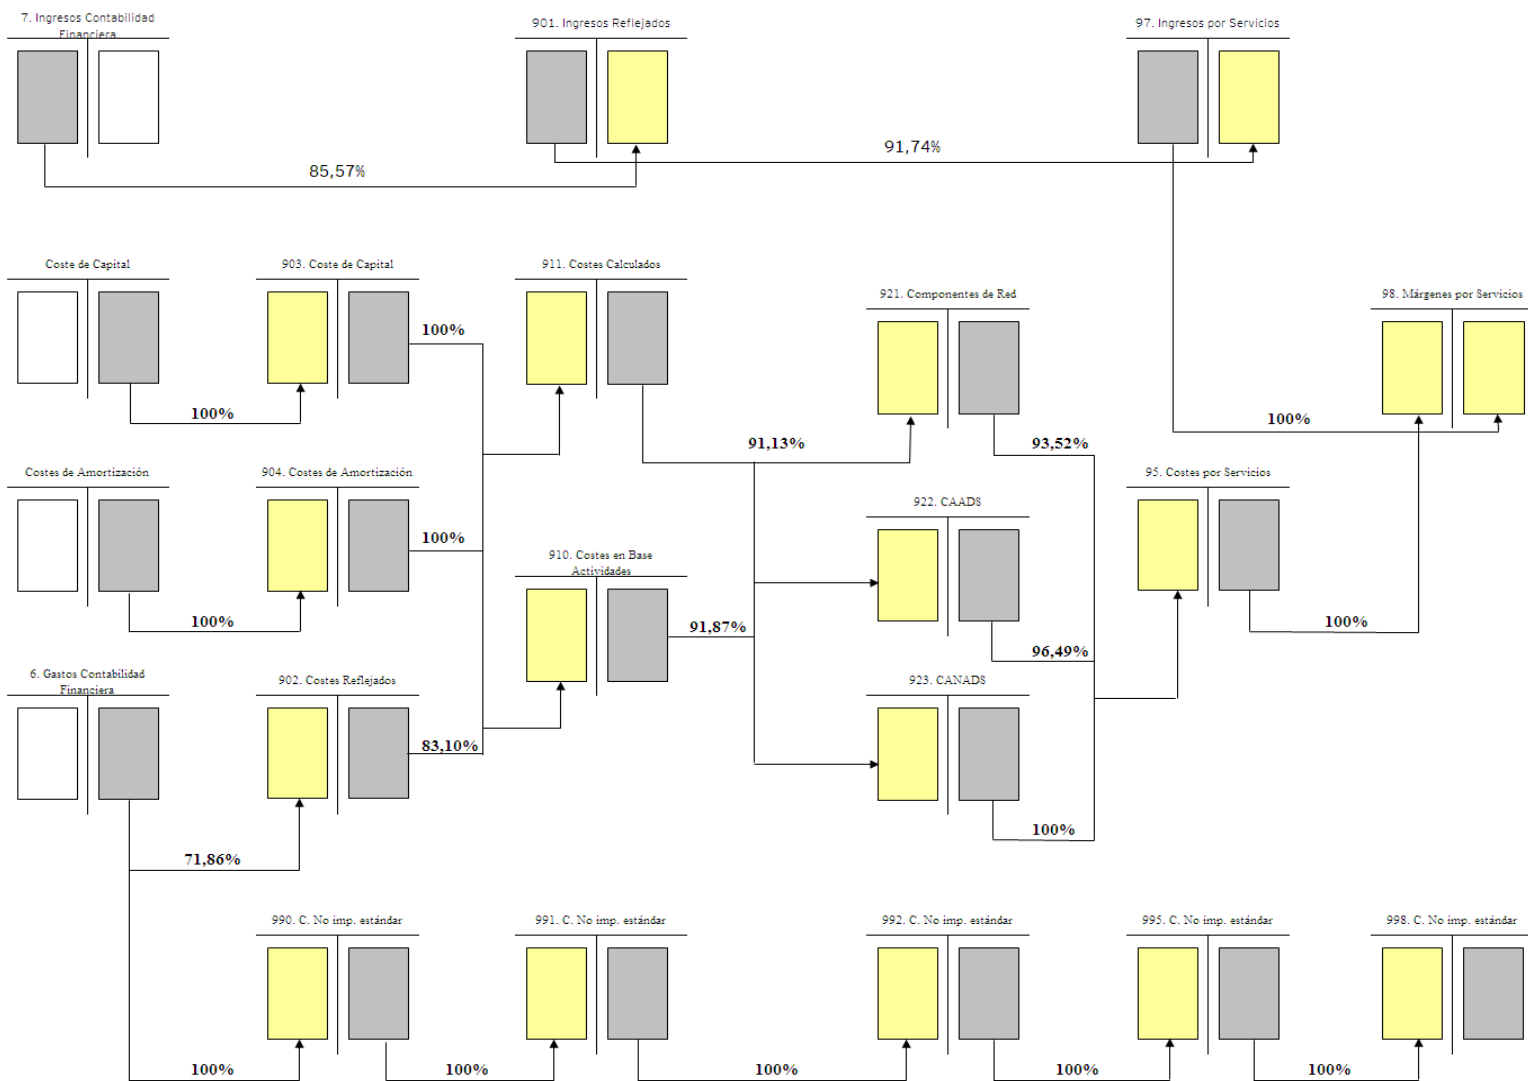 7. Ingresos Contabilidad
Financiera
901. Ingresos Reflejados
97. Ingresos por Servicios
91,74%
85,57%
Coste de Capital
903. Coste de Capital
911. Costes Calculados
921. Componentes de Red
98. Márgenes por Servicios
100%
100%
100%
91,13%
93,52%
Costes de Amortización
904. Costes de Amortización
95. Costes por Servicios
922. CAADS
100%
910. Costes en Base
Actividades
100%
91,87%
100%
96,49%
6. Gastos Contabilidad
Financiera
902. Costes Reflejados
923. CANADS
83,10%
100%
71,86%
990. C. No imp. estándar
991. C. No imp. estándar
992. C. No imp. estándar
995. C. No imp. estándar
998. C. No imp. estándar
100%
100%
100%
100%
100%